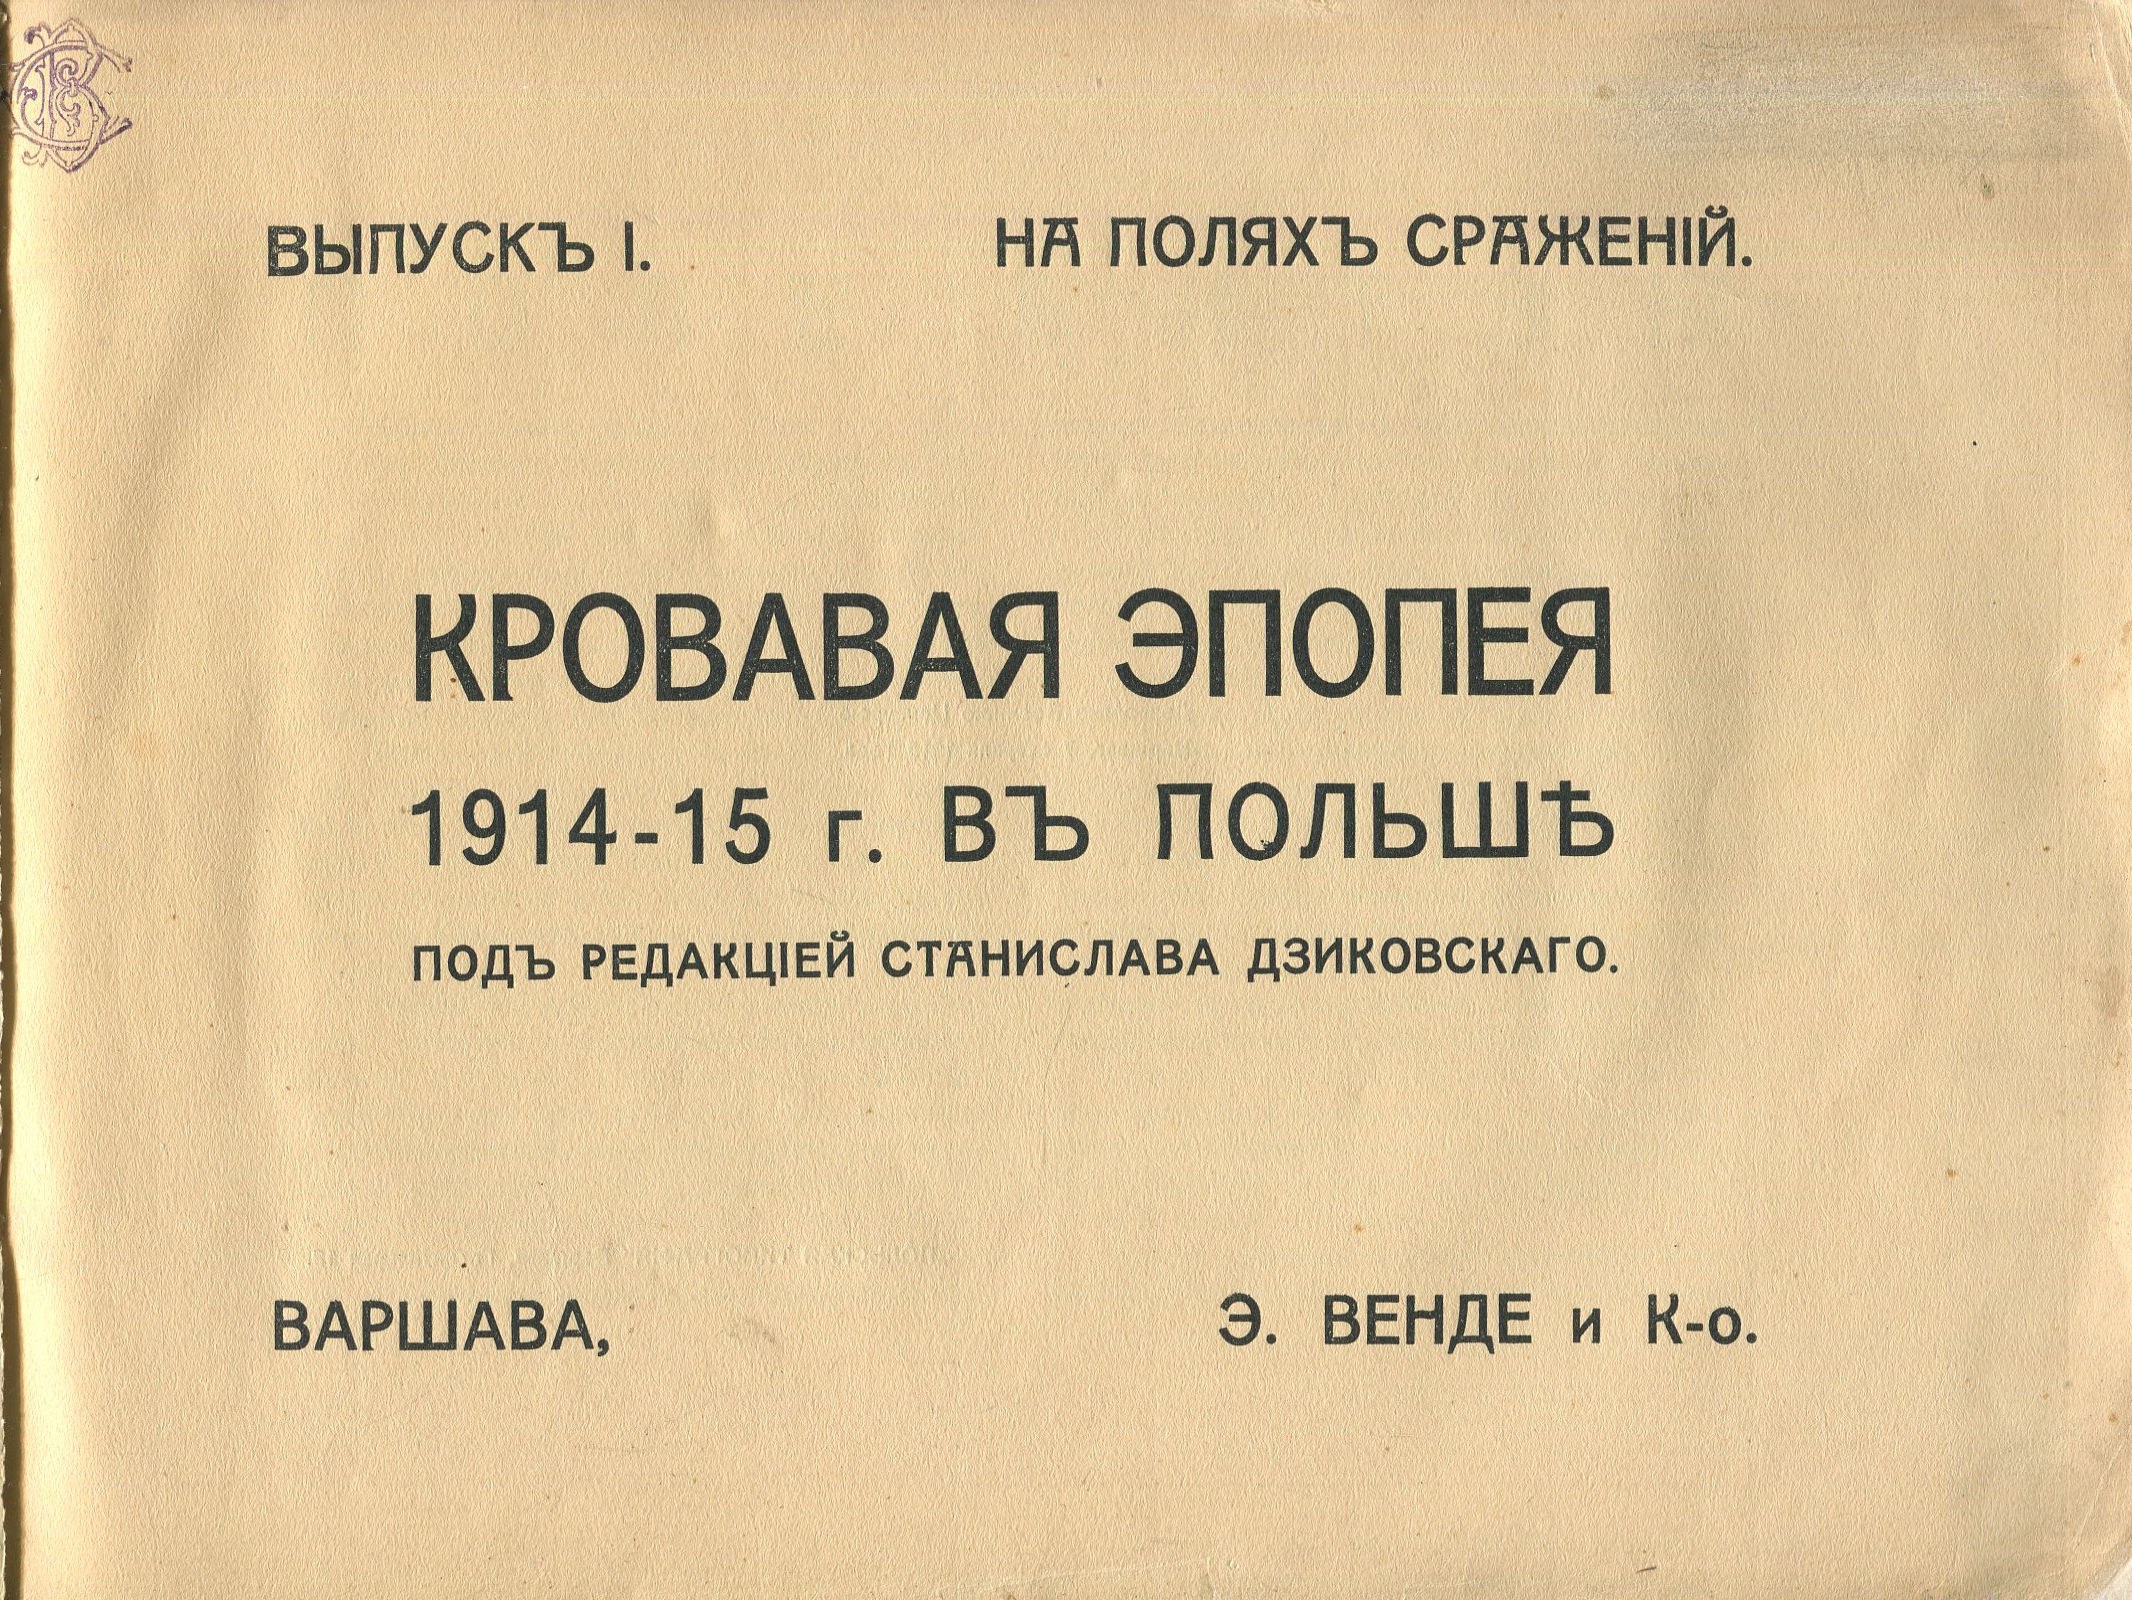 ВЫПУСКЪ I. НА ПОЛЯХЪ СРАЖЕНІЙ.
КРОВАВАЯ ЭПОПЕЯ
1914-15 г. ВЪ ПОЛЬШѢ
ПОДЪ РЕДАКЦІЕЙ СТАНИСЛАВА ДЗИКОВСКАГО.
ВАРШАВА, Э. ВЕНДЕ и К-о.